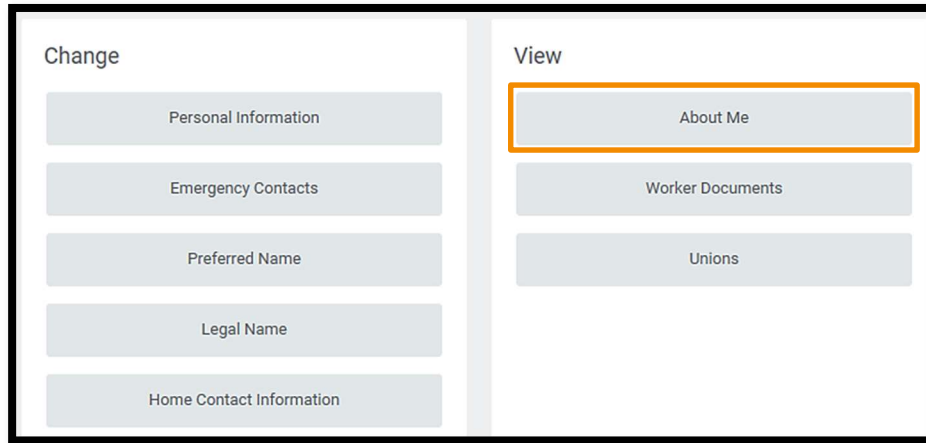 Change
Personal Information
Emergency Contacts
Preferred Name
Legal Name
Home Contact Information
View
About Me
Worker Documents
Unions